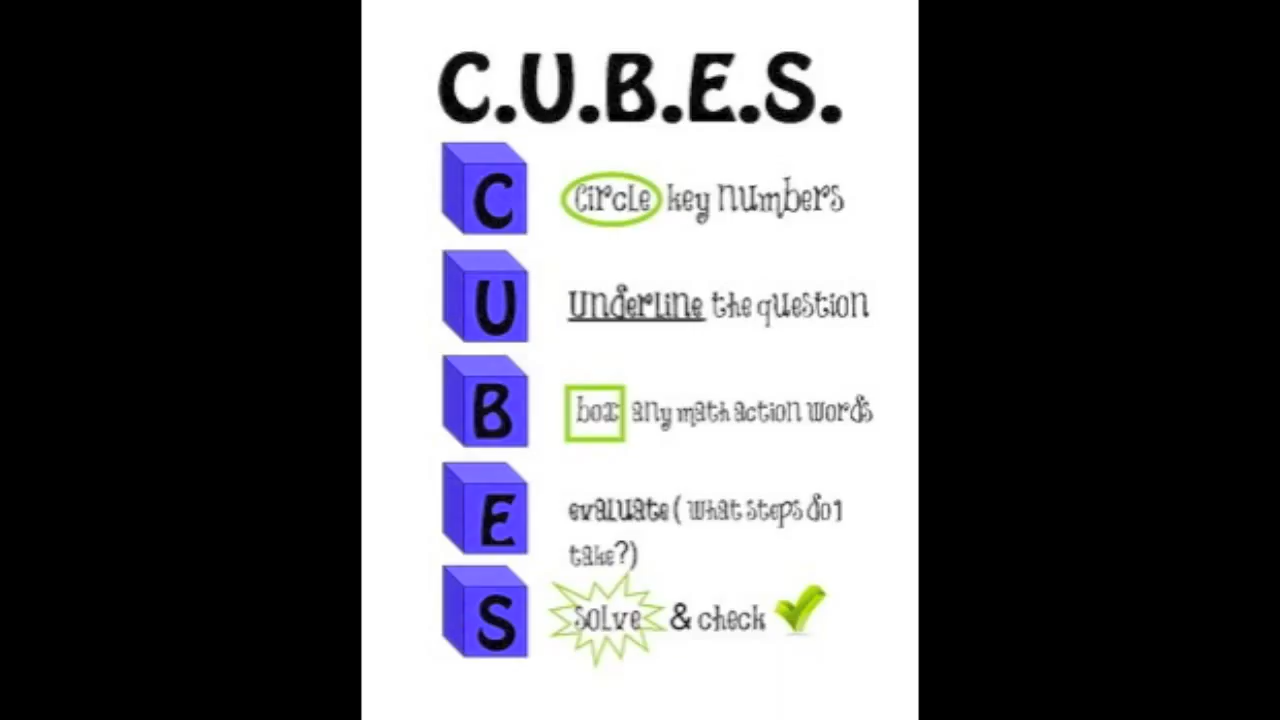 C.U.B.E.S.
C circle key numbers
U underline the question
B box any math action words
E evaluate ( what steps do I
take?)
S solve & check